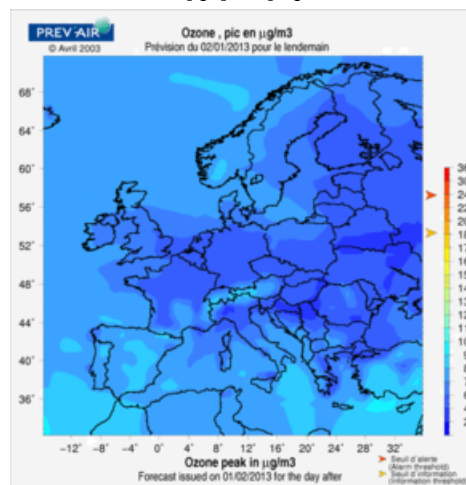 PREV'AIR
© Avril 2003
Ozone , pic en µg/m3
Prévision du 02/01/2013 pour le lendemain
68°
64°
60°
56°
52°
48°
44°
40°
36°
−12° −8° −4° 0° 4° 8° 12° 16° 20° 24° 28° 32°
Ozone peak in µg/m3
Forecast issued on 01/02/2013 for the day after
Seuil d'alerte
(Alarm threshold)
Seuil d'information
(Information threshold)